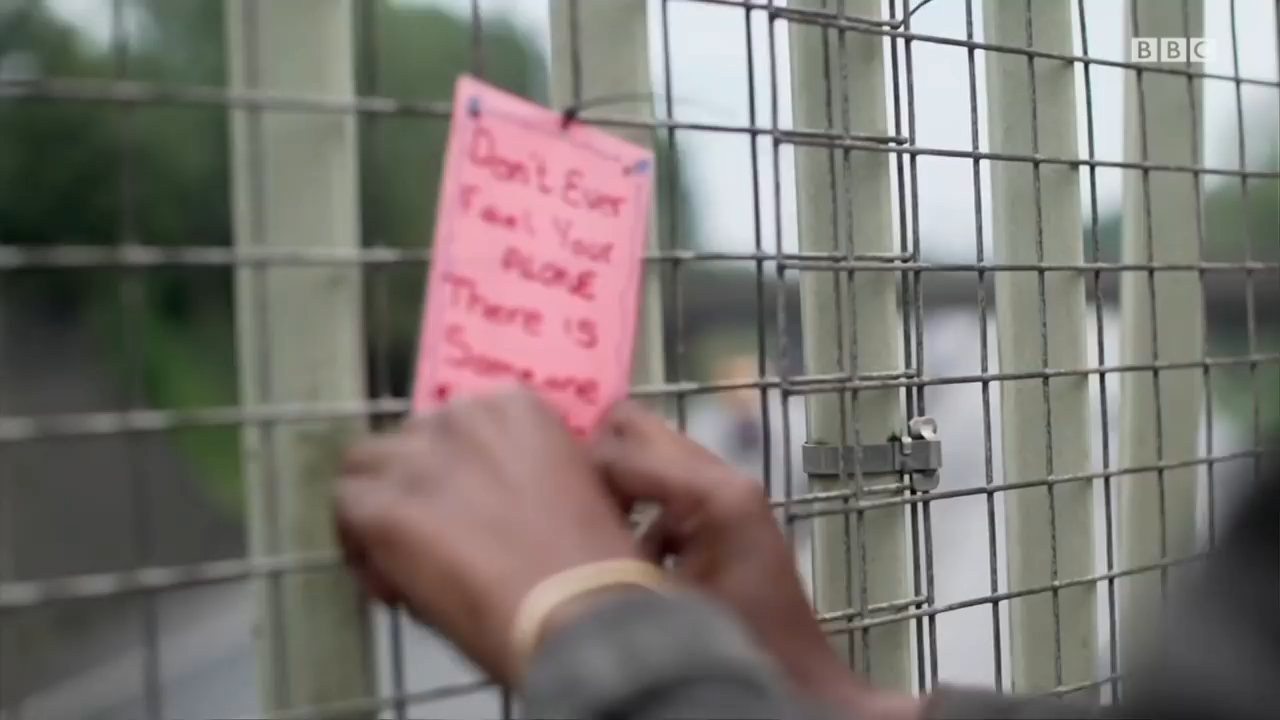 BBC
Don't Ever
Feel Your
ALONE
There is
Someone